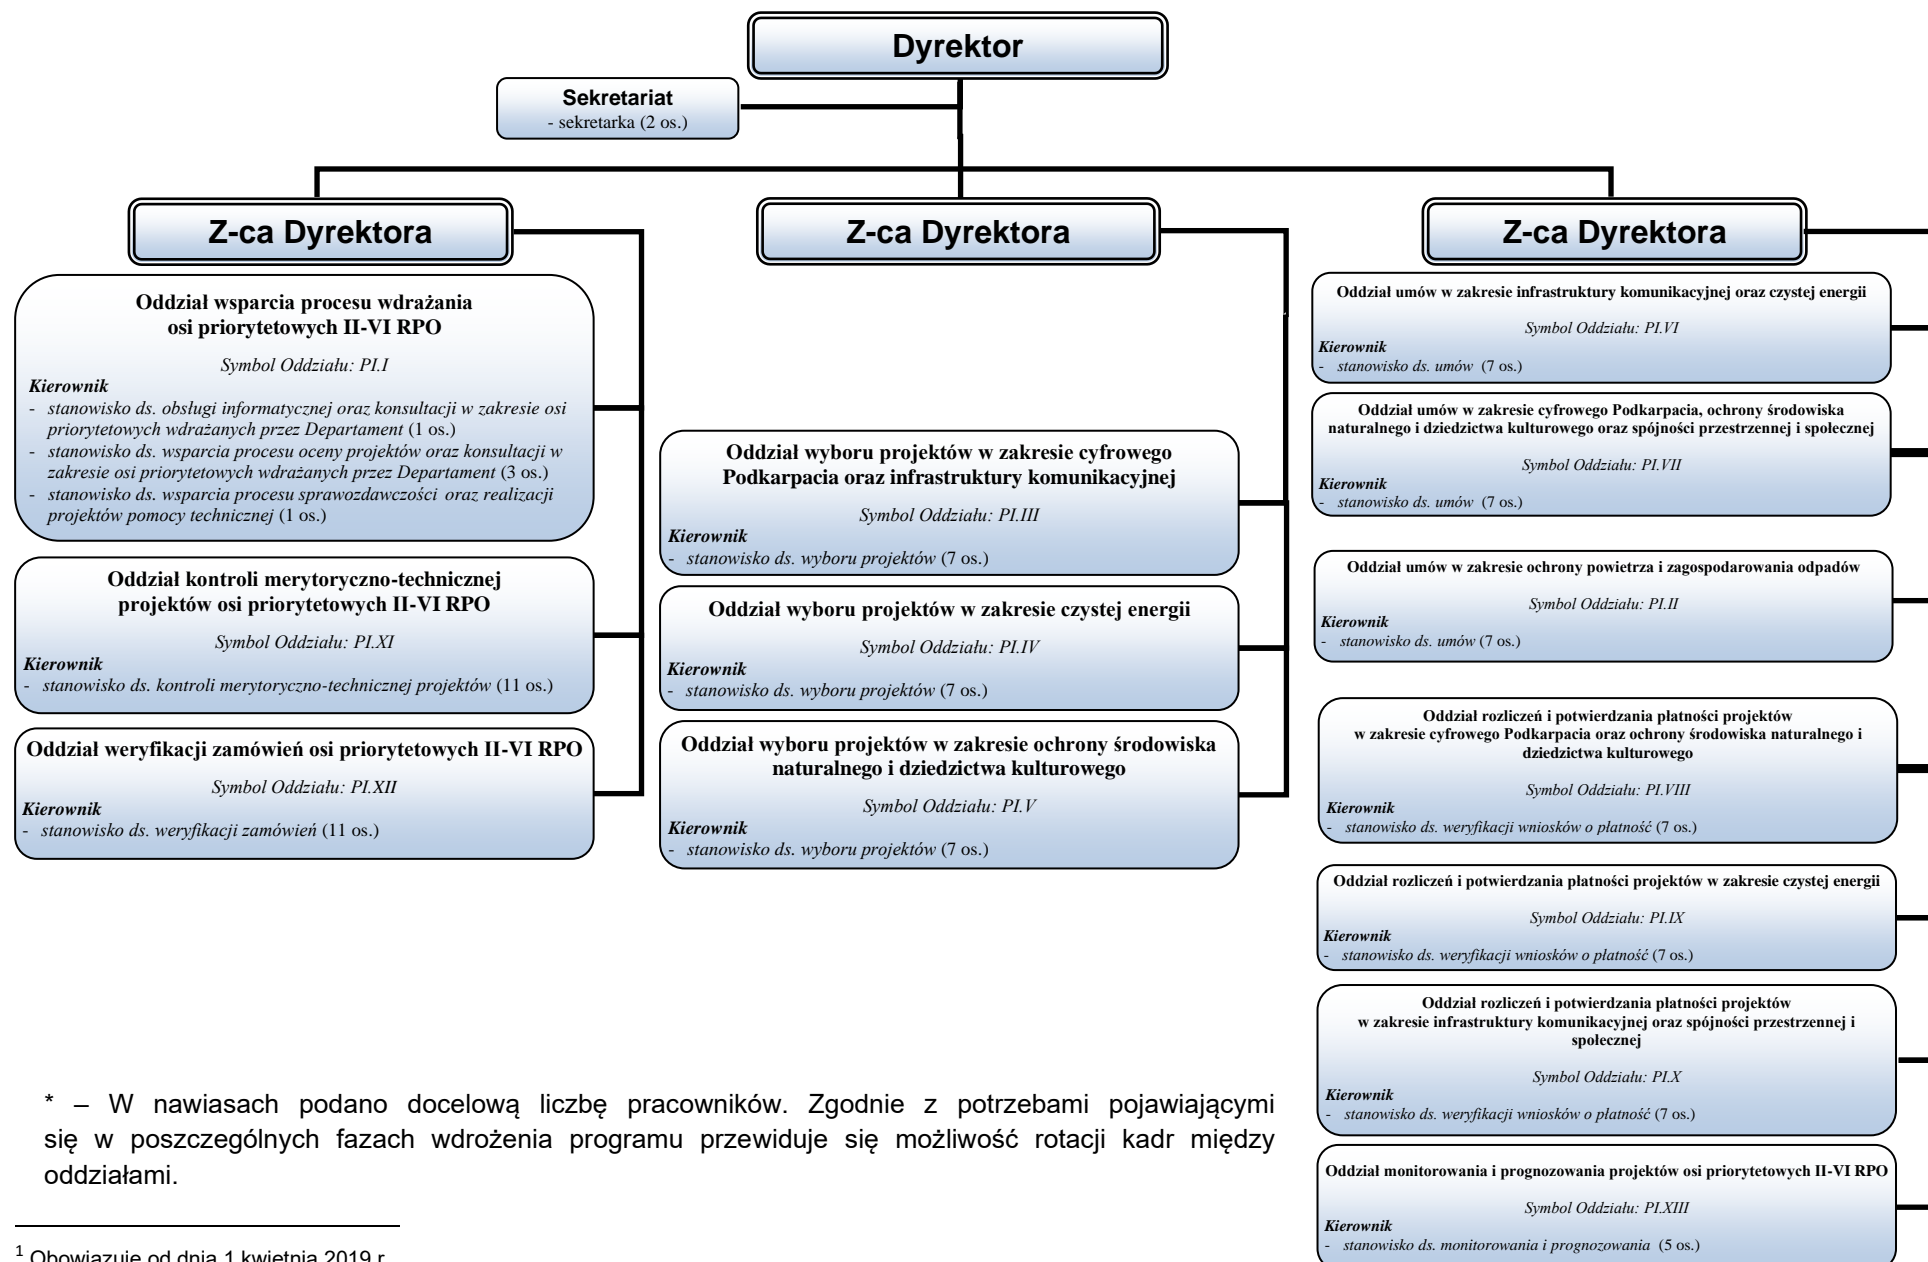 Dyrektor
Sekretariat
- sekretarka (2 os.)
Z-ca Dyrektora
Oddział wsparcia procesu wdrażania
osi priorytetowych II-VI RPO
Symbol Oddziału: PI.I
Kierownik
- stanowisko ds. obsługi informatycznej oraz konsultacji w zakresie osi
priorytetowych wdrażanych przez Departament (1 os.)
- stanowisko ds. wsparcia procesu oceny projektów oraz konsultacji w
zakresie osi priorytetowych wdrażanych przez Departament (3 os.)
- stanowisko ds. wsparcia procesu sprawozdawczości oraz realizacji
projektów pomocy technicznej (1 os.)
Oddział kontroli merytoryczno-technicznej
projektów osi priorytetowych II-VI RPO
Symbol Oddziału: PI.XI
Kierownik
- stanowisko ds. kontroli merytoryczno-technicznej projektów (11 os.)
Oddział weryfikacji zamówień osi priorytetowych II-VI RPO
Symbol Oddziału: PI.XII
Kierownik
- stanowisko ds. weryfikacji zamówień (11 os.)
Z-ca Dyrektora
Oddział wyboru projektów w zakresie cyfrowego
Podkarpacia oraz infrastruktury komunikacyjnej
Symbol Oddziału: PI.III
Kierownik
- stanowisko ds. wyboru projektów (7 os.)
Oddział wyboru projektów w zakresie czystej energii
Symbol Oddziału: PI.IV
Kierownik
- stanowisko ds. wyboru projektów (7 os.)
Oddział wyboru projektów w zakresie ochrony środowiska
naturalnego i dziedzictwa kulturowego
Symbol Oddziału: PI.V
Kierownik
- stanowisko ds. wyboru projektów (7 os.)
Z-ca Dyrektora
Oddział umów w zakresie infrastruktury komunikacyjnej oraz czystej energii
Symbol Oddziału: PI.VI
Kierownik
- stanowisko ds. umów (7 os.)
Oddział umów w zakresie cyfrowego Podkarpacia, ochrony środowiska
naturalnego i dziedzictwa kulturowego oraz spójności przestrzennej i społecznej
Symbol Oddziału: PI.VII
Kierownik
- stanowisko ds. umów (7 os.)
Oddział umów w zakresie ochrony powietrza i zagospodarowania odpadów
Symbol Oddziału: PI.II
Kierownik
- stanowisko ds. umów (7 os.)
Oddział rozliczeń i potwierdzania płatności projektów
w zakresie cyfrowego Podkarpacia oraz ochrony środowiska naturalnego i
dziedzictwa kulturowego
Symbol Oddziału: PI.VIII
Kierownik
- stanowisko ds. weryfikacji wniosków o płatność (7 os.)
Oddział rozliczeń i potwierdzania płatności projektów w zakresie czystej energii
Symbol Oddziału: PI.IX
Kierownik
- stanowisko ds. weryfikacji wniosków o płatność (7 os.)
Oddział rozliczeń i potwierdzania płatności projektów
w zakresie infrastruktury komunikacyjnej oraz spójności przestrzennej i
społecznej
Symbol Oddziału: PI.X
Kierownik
- stanowisko ds. weryfikacji wniosków o płatność (7 os.)
Oddział monitorowania i prognozowania projektów osi priorytetowych II-VI RPO
Symbol Oddziału: PI.XIII
Kierownik
- stanowisko ds. monitorowania i prognozowania (5 os.)
* – W nawiasach podano docelową liczbę pracowników. Zgodnie z potrzebami pojawiającymi
się w poszczególnych fazach wdrożenia programu przewiduje się możliwość rotacji kadr między
oddziałami.
1 Obowiązuje od dnia 1 kwietnia 2019 r.